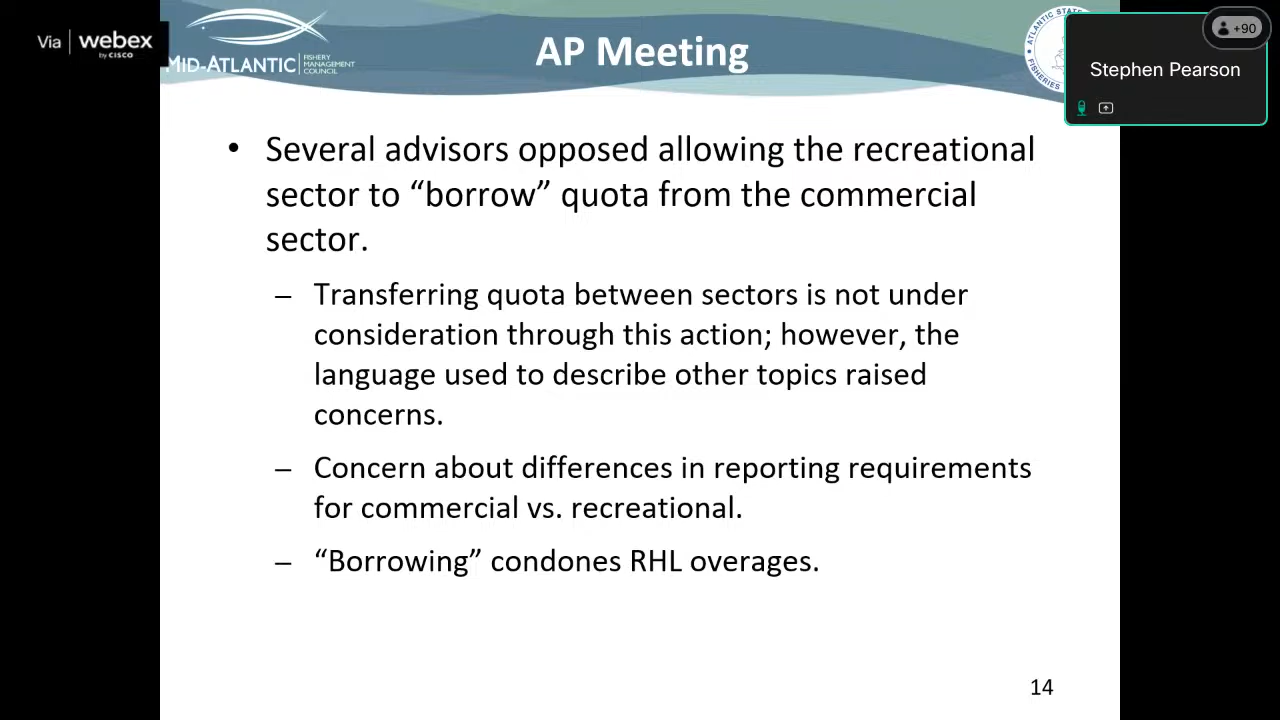 Via | webex
by CISCO
MID-ATLANTIC
FISHERY
MANAGEMENT
COUNCIL
AP Meeting
ATLANTIC STATE
FISHERIES
+90
Stephen Pearson
• Several advisors opposed allowing the recreational
sector to “borrow” quota from the commercial
sector.
– Transferring quota between sectors is not under
consideration through this action; however, the
language used to describe other topics raised
concerns.
– Concern about differences in reporting requirements
for commercial vs. recreational.
– “Borrowing” condones RHL overages.
14